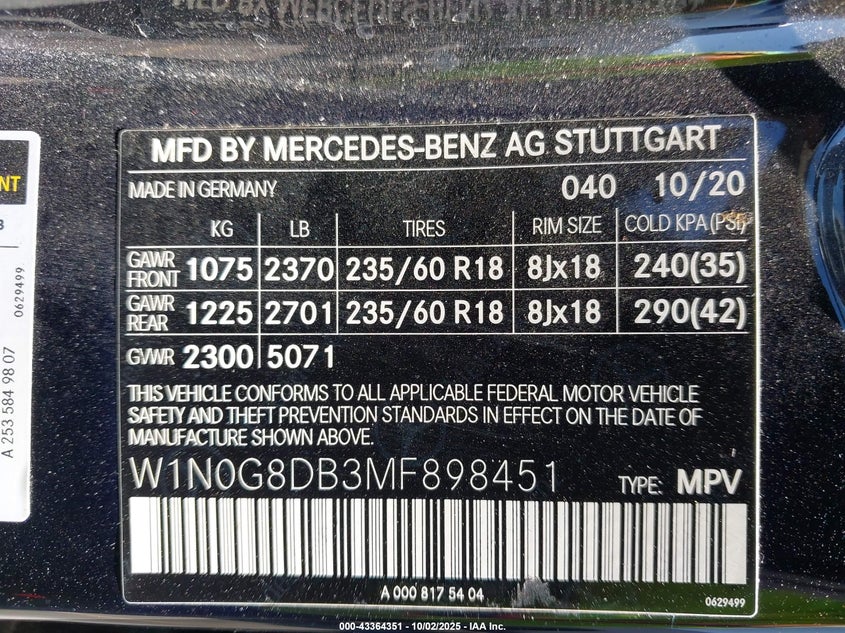 MFD BY MERCEDES-BENZ AG STUTTGART
MADE IN GERMANY 040 10/20
KG LB TIRES RIM SIZE COLD KPA (PSI)
GAWR FRONT 1075 2370 235/60 R18 8Jx18 240(35)
GAWR REAR 1225 2701 235/60 R18 8Jx18 290(42)
GVWR 2300 5071
THIS VEHICLE CONFORMS TO ALL APPLICABLE FEDERAL MOTOR VEHICLE
SAFETY AND THEFT PREVENTION STANDARDS IN EFFECT ON THE DATE OF
MANUFACTURE SHOWN ABOVE.
W1N0G8DB3MF898451 TYPE: MPV
A 000 817 54 04
0629499
0629499
A 253 584 98 07
000-43364351 - 10/02/2025 - IAA Inc.